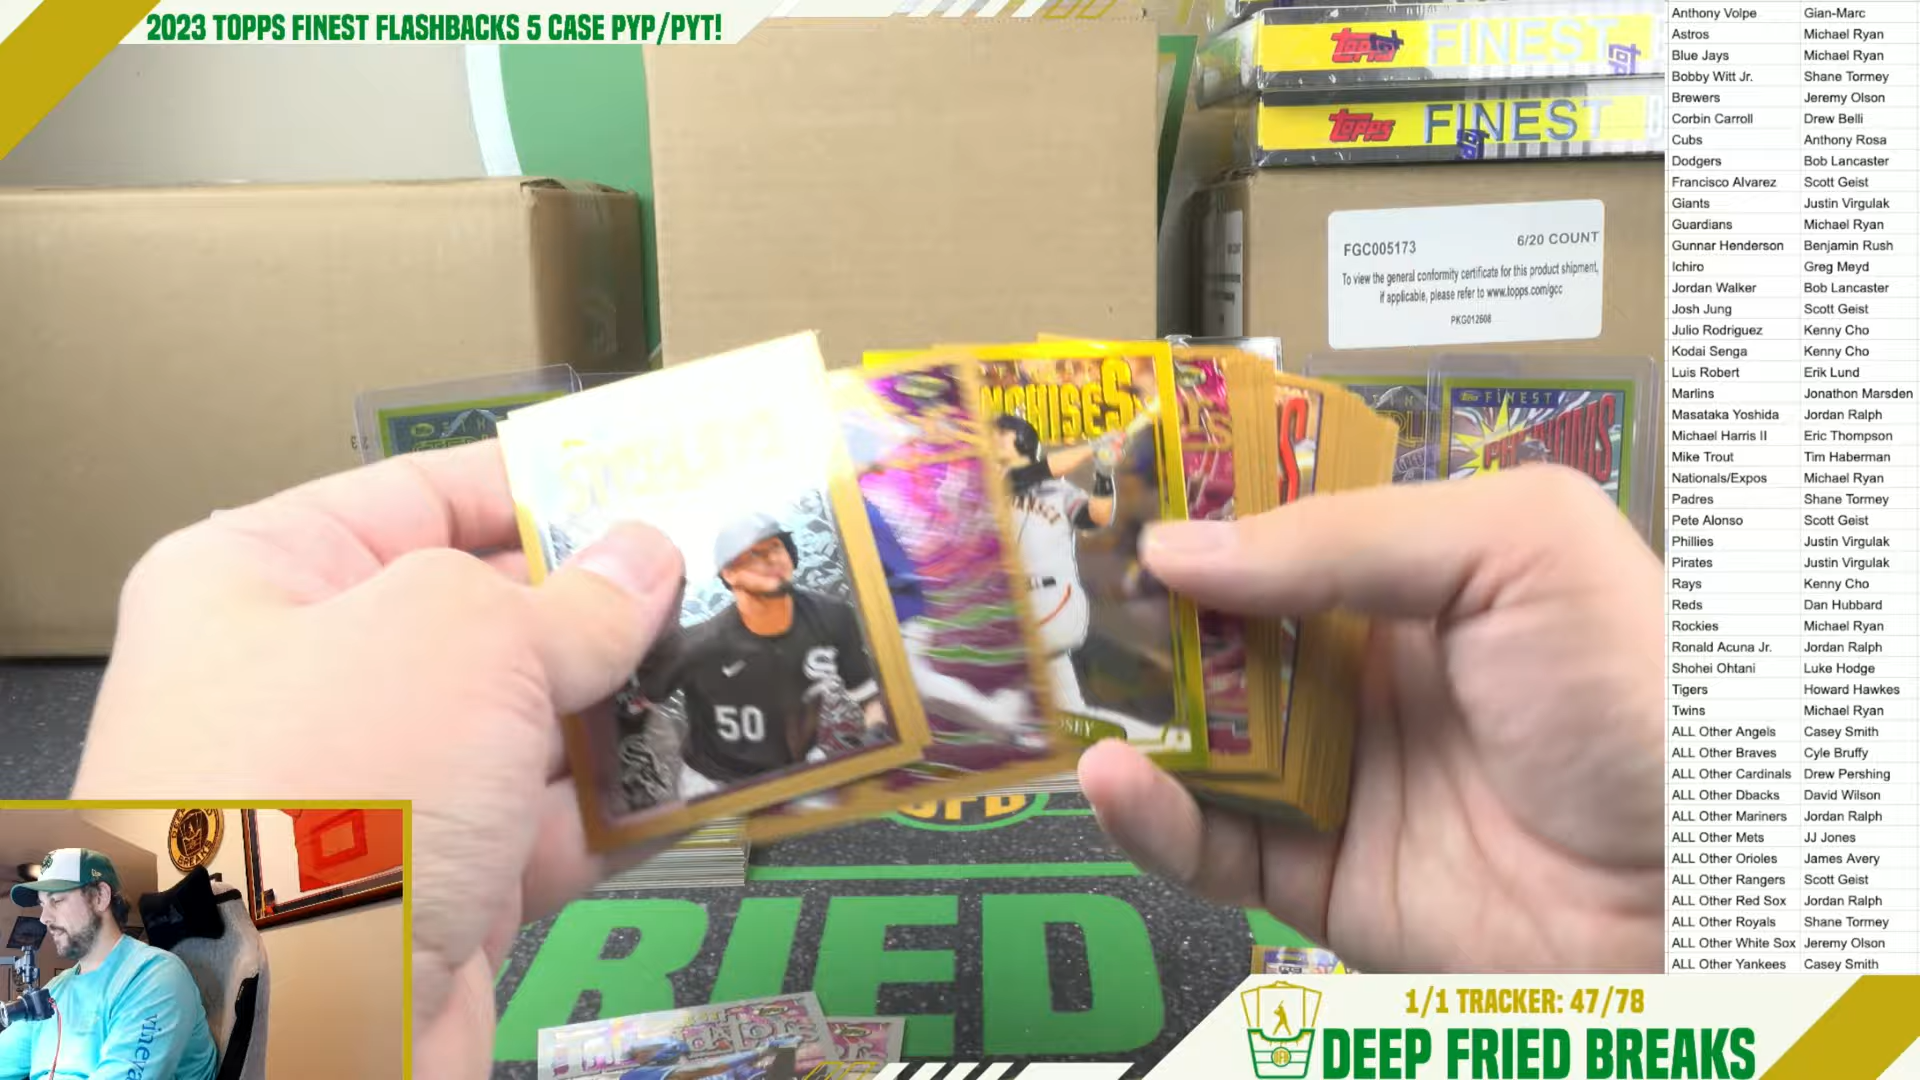 2023 TOPPS FINEST FLASHBACKS 5 CASE PYP/PYT!
Topps FINEST
Topps FINEST
FGC005173 6/20 COUNT
To view the general conformity certificate for this product shipment,
if applicable, please refer to www.topps.com/gcc
PKG012608
FINEST
50
S
RIED
vineya
Anthony Volpe Gian-Marc
Astros Michael Ryan
Blue Jays Michael Ryan
Bobby Witt Jr. Shane Tormey
Brewers Jeremy Olson
Corbin Carroll Drew Belli
Cubs Anthony Rosa
Dodgers Bob Lancaster
Francisco Alvarez Scott Geist
Giants Justin Virgulak
Guardians Michael Ryan
Gunnar Henderson Benjamin Rush
Ichiro Greg Meyd
Jordan Walker Bob Lancaster
Josh Jung Scott Geist
Julio Rodriguez Kenny Cho
Kodai Senga Kenny Cho
Luis Robert Erik Lund
Marlins Jonathon Marsden
Masataka Yoshida Jordan Ralph
Michael Harris II Eric Thompson
Mike Trout Tim Haberman
Nationals/Expos Michael Ryan
Padres Shane Tormey
Pete Alonso Scott Geist
Phillies Justin Virgulak
Pirates Justin Virgulak
Rays Kenny Cho
Reds Dan Hubbard
Rockies Michael Ryan
Ronald Acuna Jr. Jordan Ralph
Shohei Ohtani Luke Hodge
Tigers Howard Hawkes
Twins Michael Ryan
ALL Other Angels Casey Smith
ALL Other Braves Cyle Bruffy
ALL Other Cardinals Drew Pershing
ALL Other Dbacks David Wilson
ALL Other Mariners Jordan Ralph
ALL Other Mets JJ Jones
ALL Other Orioles James Avery
ALL Other Rangers Scott Geist
ALL Other Red Sox Jordan Ralph
ALL Other Royals Shane Tormey
ALL Other White Sox Jeremy Olson
ALL Other Yankees Casey Smith
1/1 TRACKER: 47/78
DEEP FRIED BREAKS